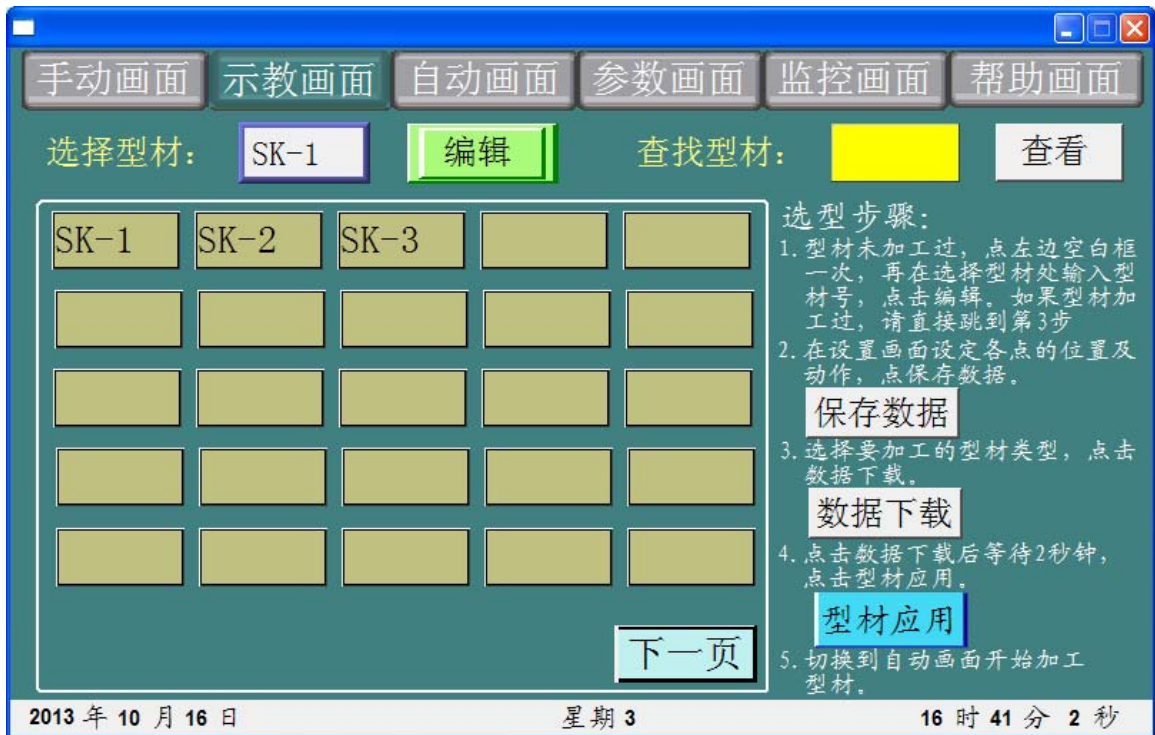 手动画面 示教画面 自动画面 参数画面 监控画面 帮助画面
选择型材： SK-1 编辑 查找型材： 查看
SK-1 SK-2 SK-3
选型步骤：
1.型材未加工过，点左边空白框
一次，再在选择型材处输入型
材号，点击编辑。如果型材加
工过，请直接跳到第3步
2.在设置画面设定各点的位置及
动作，点保存数据。
保存数据
3.选择要加工的型材类型，点击
数据下载。
数据下载
4.点击数据下载后等待2秒钟，
点击型材应用。
型材应用
5.切换到自动画面开始加工
型材。
下一页
2013 年 10 月 16 日 星期 3 16 时 41 分 2 秒